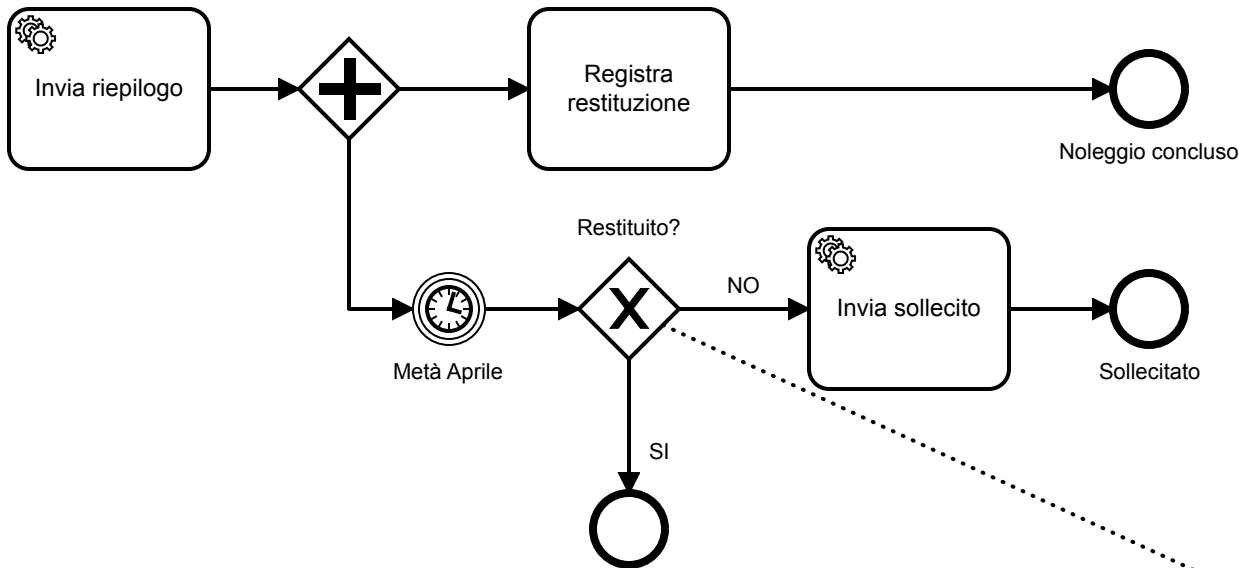 Invia riepilogo
Registra
restituzione
Noleggio concluso
Restituito?
NO
Invia sollecito
Metà Aprile
Sollecitato
SI